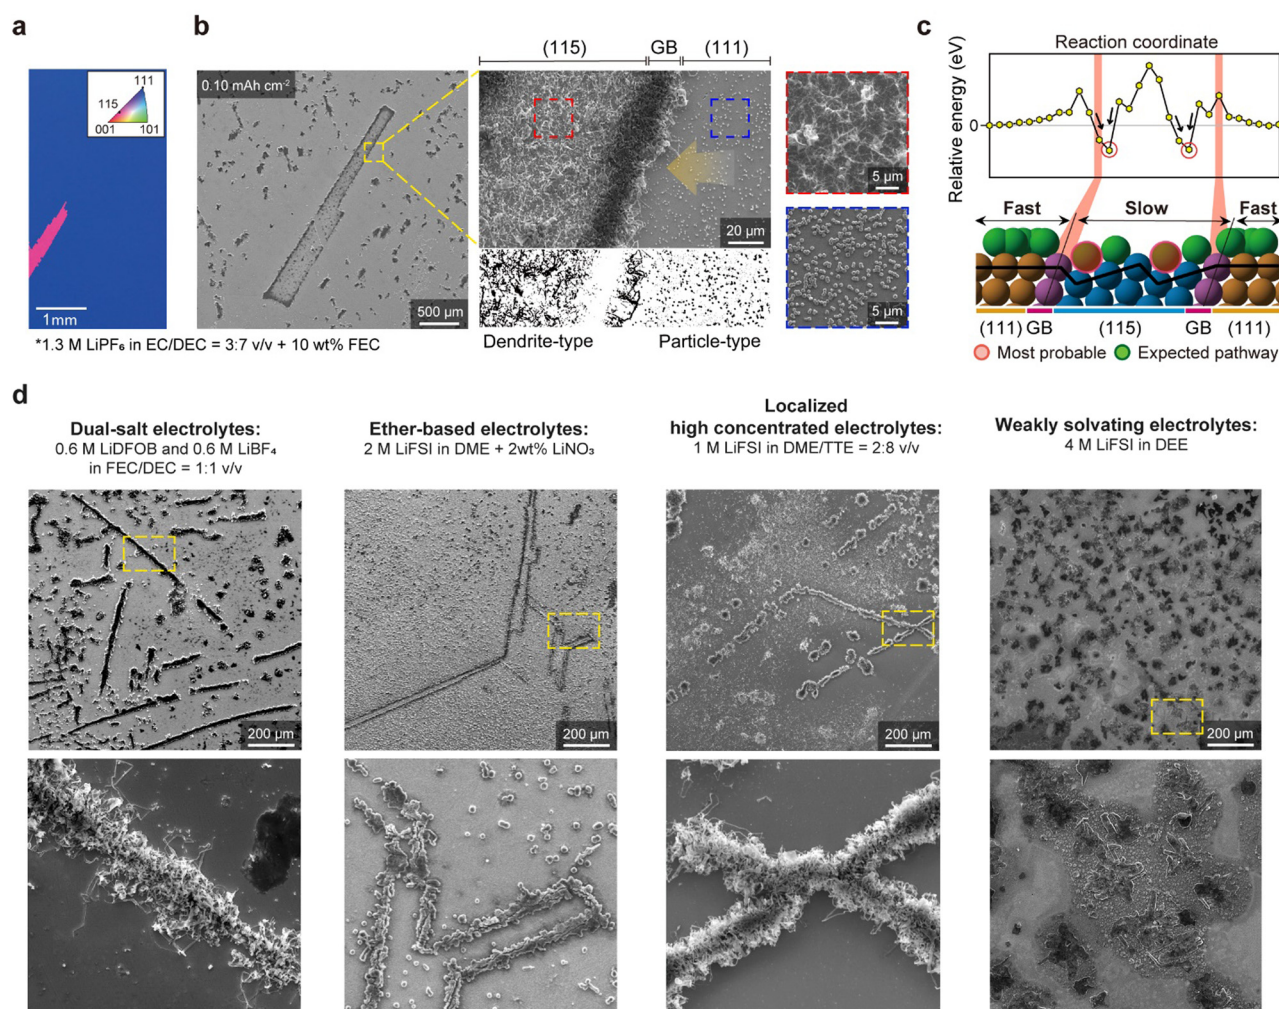 a
111
115
001
101
1mm
b
0.10 mAh cm⁻²
500 µm
(115)
GB
(111)
20 µm
Dendrite-type
Particle-type
5 µm
5 µm
*1.3 M LiPF₆ in EC/DEC = 3:7 v/v + 10 wt% FEC
c
Reaction coordinate
Relative energy (eV)
0
Fast
Slow
Fast
(111)
GB
(115)
GB
(111)
Most probable
Expected pathway
d
Dual-salt electrolytes:
0.6 M LiDFOB and 0.6 M LiBF₄
in FEC/DEC = 1:1 v/v
200 µm
Ether-based electrolytes:
2 M LiFSI in DME + 2wt% LiNO₃
200 µm
Localized
high concentrated electrolytes:
1 M LiFSI in DME/TTE = 2:8 v/v
200 µm
Weakly solvating electrolytes:
4 M LiFSI in DEE
200 µm